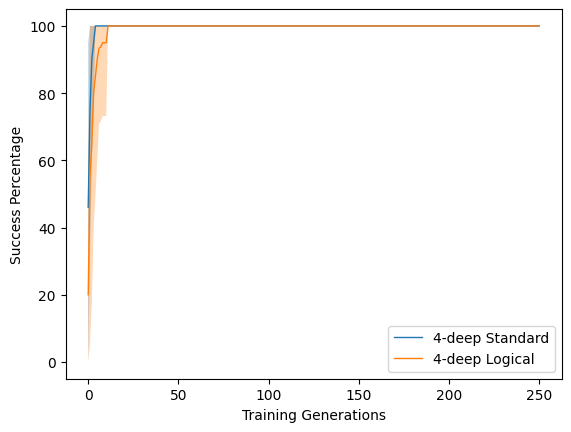 100
80
60
40
20
0
Success Percentage
0 50 100 150 200 250
Training Generations
4-deep Standard
4-deep Logical